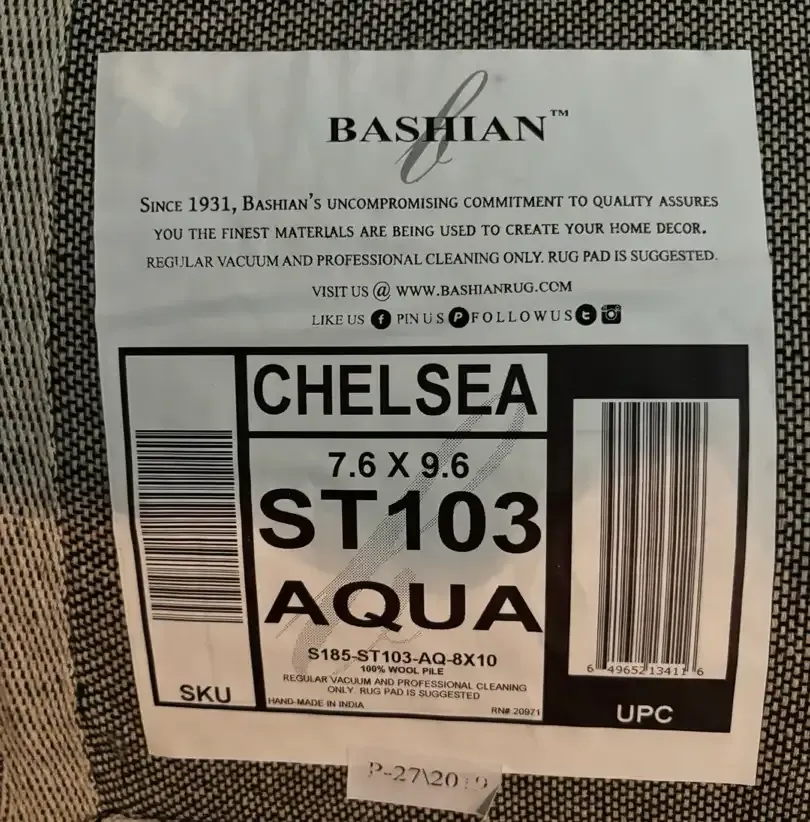 BASHIAN™
SINCE 1931, BASHIAN'S UNCOMPROMISING COMMITMENT TO QUALITY ASSURES
YOU THE FINEST MATERIALS ARE BEING USED TO CREATE YOUR HOME DECOR.
REGULAR VACUUM AND PROFESSIONAL CLEANING ONLY. RUG PAD IS SUGGESTED.
VISIT US @ WWW.BASHIANRUG.COM
LIKE US f PIN US P FOLLOW US t
CHELSEA
7.6 X 9.6
ST103
AQUA
S185-ST103-AQ-8X10
100% WOOL PILE
REGULAR VACUUM AND PROFESSIONAL CLEANING
ONLY. RUG PAD IS SUGGESTED
HAND-MADE IN INDIA
RN# 20971
SKU
6 49652 13411 6
UPC